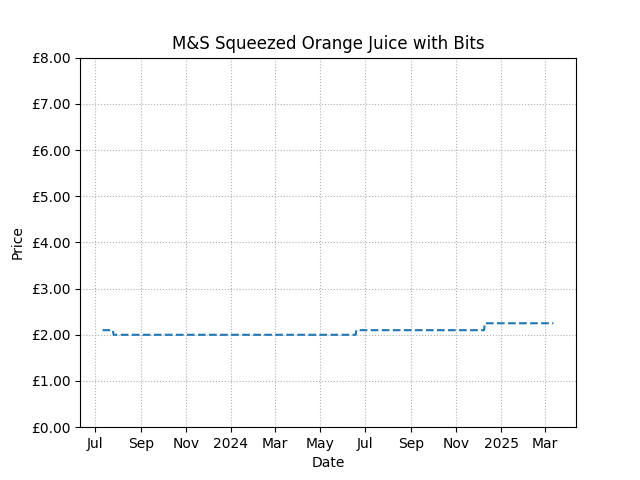 M&S Squeezed Orange Juice with Bits
£8.00
£7.00
£6.00
£5.00
£4.00
£3.00
£2.00
£1.00
£0.00
Price
Jul Sep Nov 2024 Mar May Jul Sep Nov 2025 Mar
Date